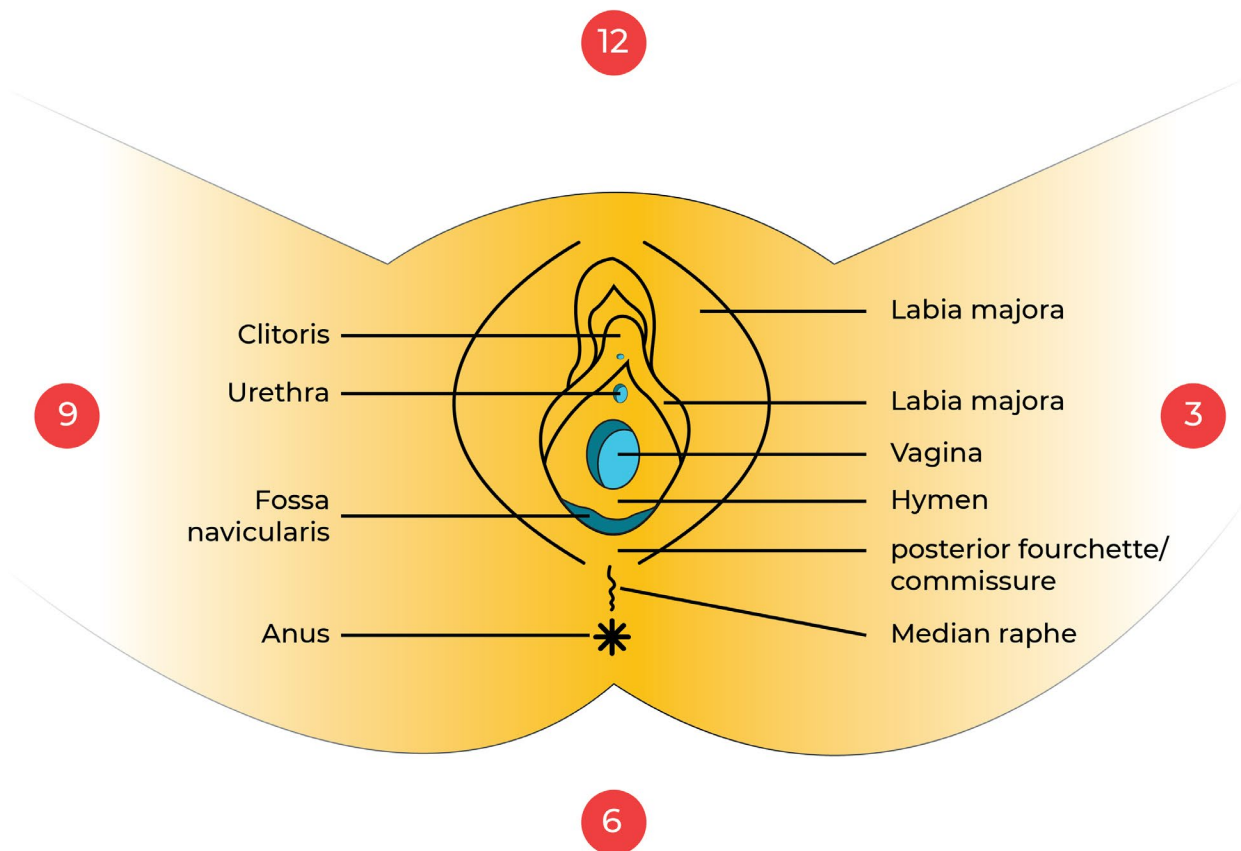 12
Clitoris
Urethra
9
Fossa
navicularis
Anus
Labia majora
Labia majora
3
Vagina
Hymen
posterior fourchette/
commissure
Median raphe
6